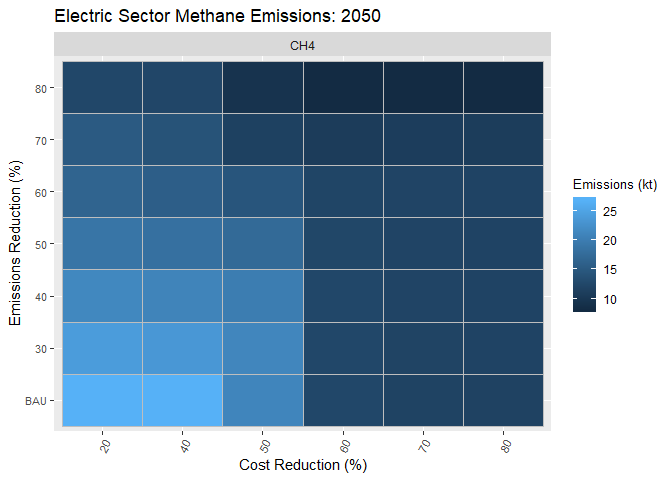 Electric Sector Methane Emissions: 2050
CH4
Emissions Reduction (%)
80
70
60
50
40
30
BAU
20
40
50
60
70
80
Cost Reduction (%)
Emissions (kt)
25
20
15
10